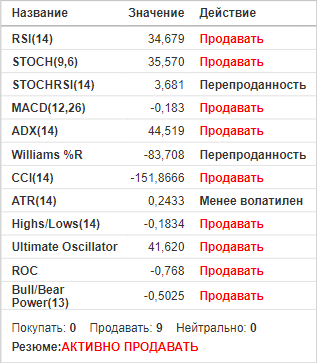 Название Значение Действие
RSI(14) 34,679 Продавать
STOCH(9,6) 35,570 Продавать
STOCHRSI(14) 3,681 Перепроданность
MACD(12,26) -0,183 Продавать
ADX(14) 44,519 Продавать
Williams %R -83,708 Перепроданность
CCI(14) -151,8666 Продавать
ATR(14) 0,2433 Менее волатилен
Highs/Lows(14) -0,1834 Продавать
Ultimate Oscillator 41,620 Продавать
ROC -0,768 Продавать
Bull/Bear
Power(13) -0,5025 Продавать
Покупать: 0 Продавать: 9 Нейтрально: 0
Резюме:АКТИВНО ПРОДАВАТЬ